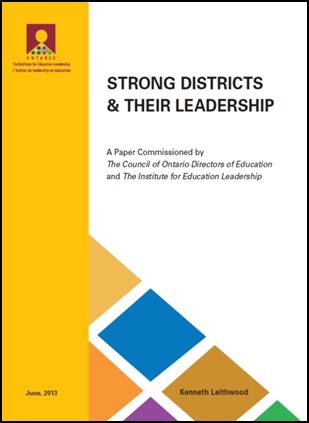 ONTARIO
The Institute for Education Leadership
L'Institut de leadership en éducation
STRONG DISTRICTS
& THEIR LEADERSHIP
A Paper Commissioned by
The Council of Ontario Directors of Education
and The Institute for Education Leadership
June, 2013
Kenneth Leithwood